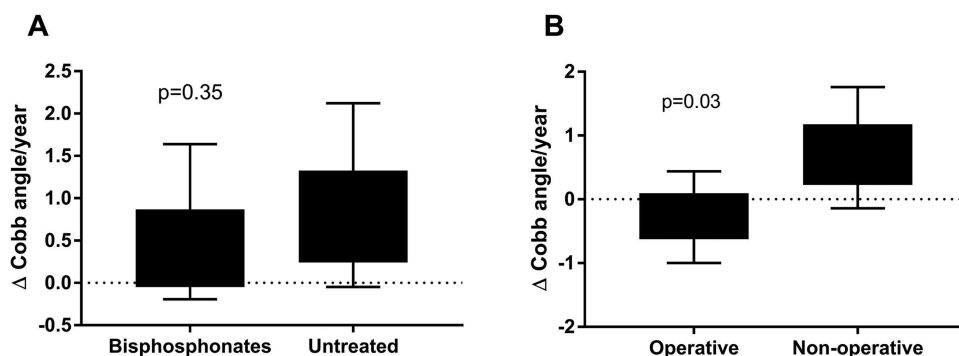 A
Δ Cobb angle/year
2.5
2.0
1.5
1.0
0.5
0.0
-0.5
p=0.35
Bisphosphonates Untreated
B
Δ Cobb angle/year
2
1
0
-1
-2
p=0.03
Operative Non-operative